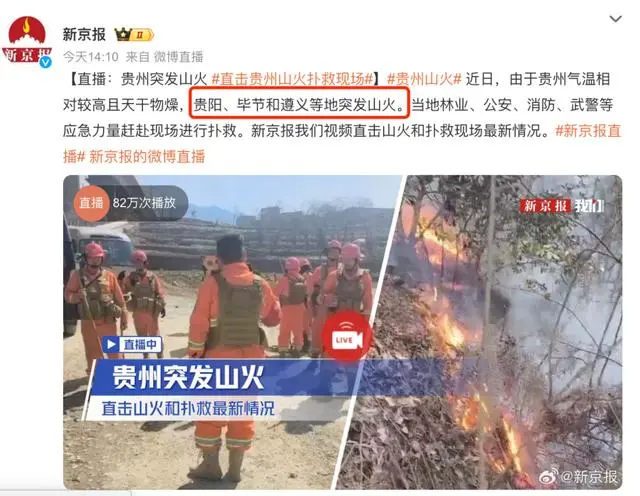 新京报
新京报 II
今天14:10 来自 微博直播
【直播：贵州突发山火 #直击贵州山火扑救现场#】#贵州山火# 近日，由于贵州气温相
对较高且天干物燥，贵阳、毕节和遵义等地突发山火。当地林业、公安、消防、武警等
应急力量赶赴现场进行扑救。新京报我们视频直击山火和扑救现场最新情况。#新京报直
播# 新京报的微博直播
直播 82万次播放
新京报 我们
LIVE
直播中
贵州突发山火
直击山火和扑救最新情况
@新京报